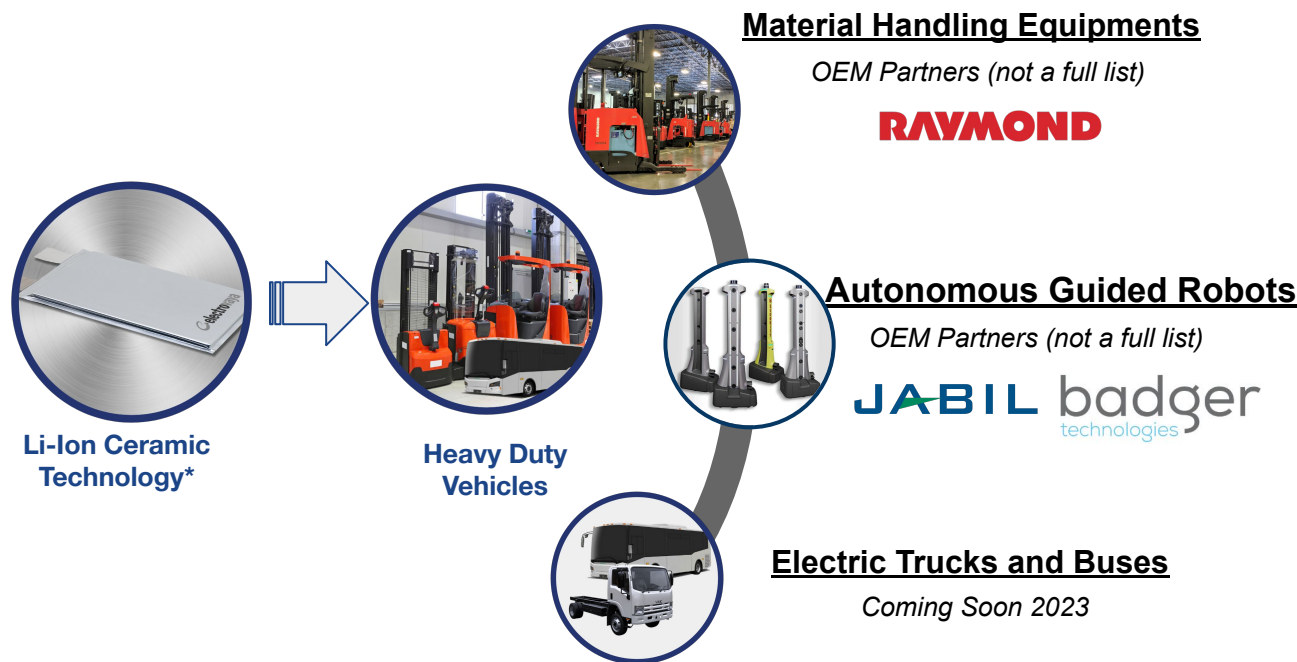 Material Handling Equipments
OEM Partners (not a full list)
RAYMOND
electrovaya
Li-Ion Ceramic
Technology*
Heavy Duty
Vehicles
Autonomous Guided Robots
OEM Partners (not a full list)
JABIL
badger
technologies
Electric Trucks and Buses
Coming Soon 2023